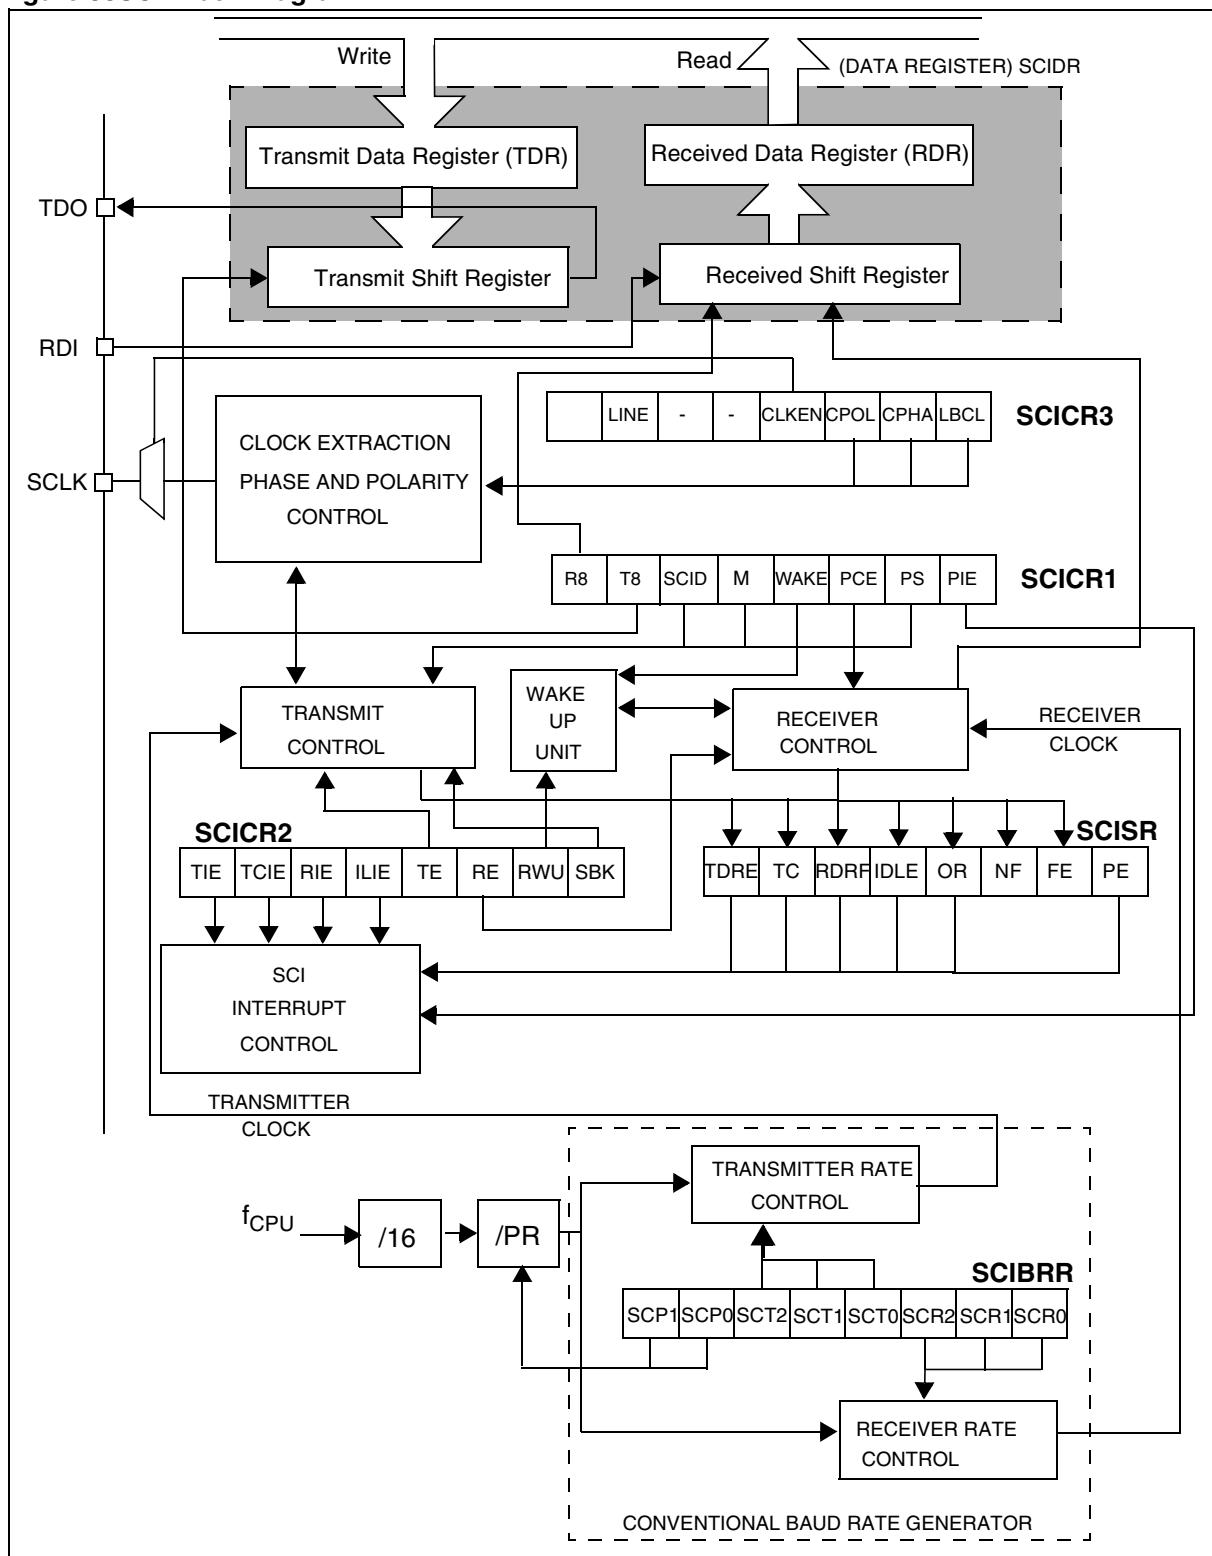 Write
Read
(DATA REGISTER) SCIDR
Transmit Data Register (TDR)
Received Data Register (RDR)
TDO
Transmit Shift Register
Received Shift Register
RDI
LINE - - CLKEN CPOL CPHA LBCL
SCICR3
CLOCK EXTRACTION
PHASE AND POLARITY
CONTROL
SCLK
R8 T8 SCID M WAKE PCE PS PIE
SCICR1
TRANSMIT
CONTROL
WAKE
UP
UNIT
RECEIVER
CONTROL
RECEIVER
CLOCK
SCICR2
SCISR
TIE TCIE RIE ILIE TE RE RWU SBK
TDRE TC RDRF IDLE OR NF FE PE
SCI
INTERRUPT
CONTROL
TRANSMITTER
CLOCK
TRANSMITTER RATE
CONTROL
fCPU
/16
/PR
SCIBRR
SCP1 SCP0 SCT2 SCT1 SCT0 SCR2 SCR1 SCR0
RECEIVER RATE
CONTROL
CONVENTIONAL BAUD RATE GENERATOR